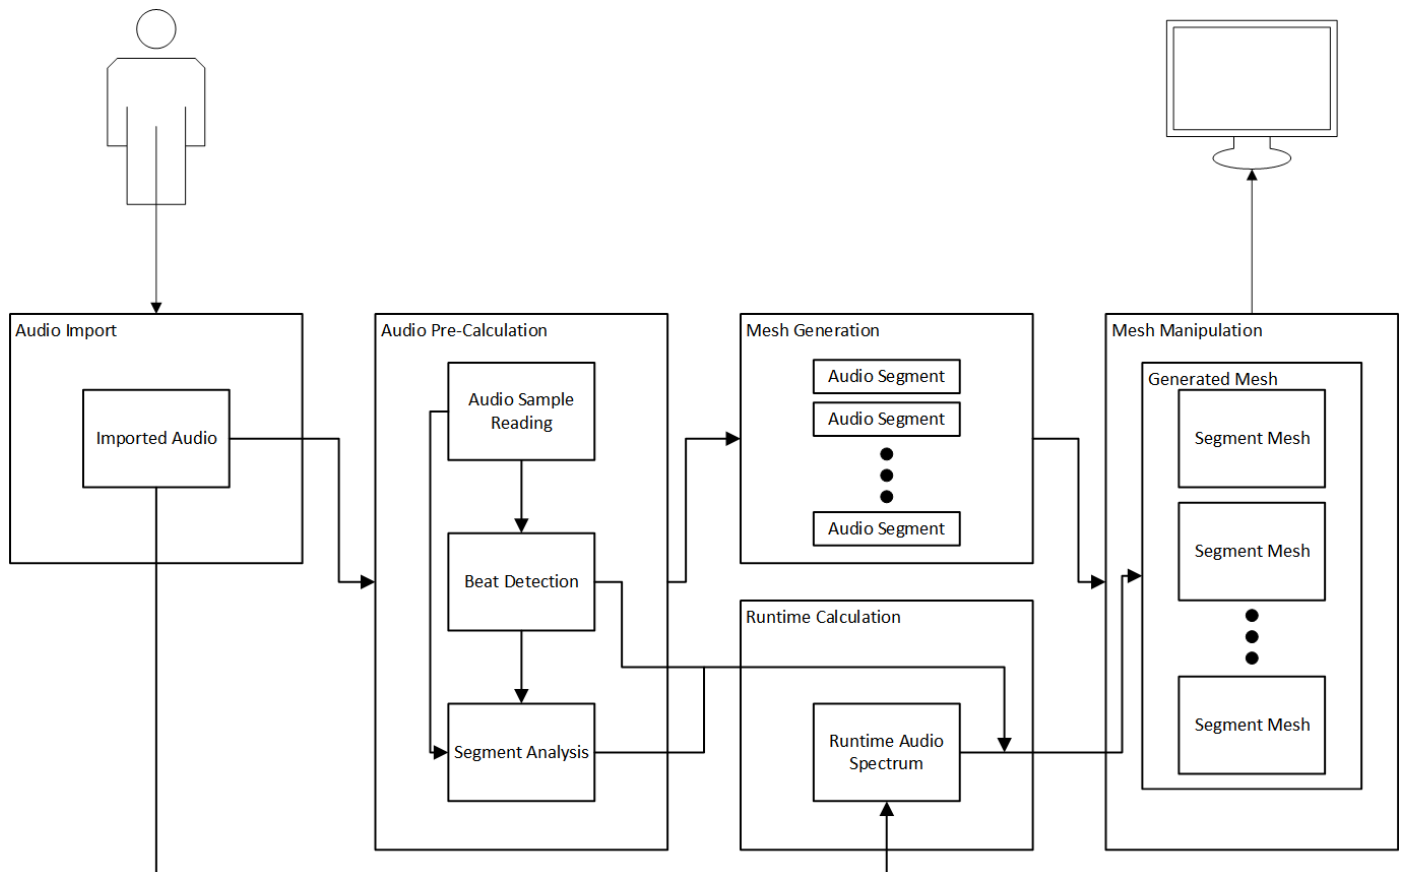 Audio Import
Imported Audio
Audio Pre-Calculation
Audio Sample
Reading
Beat Detection
Segment Analysis
Mesh Generation
Audio Segment
Audio Segment
Audio Segment
Runtime Calculation
Runtime Audio
Spectrum
Mesh Manipulation
Generated Mesh
Segment Mesh
Segment Mesh
Segment Mesh